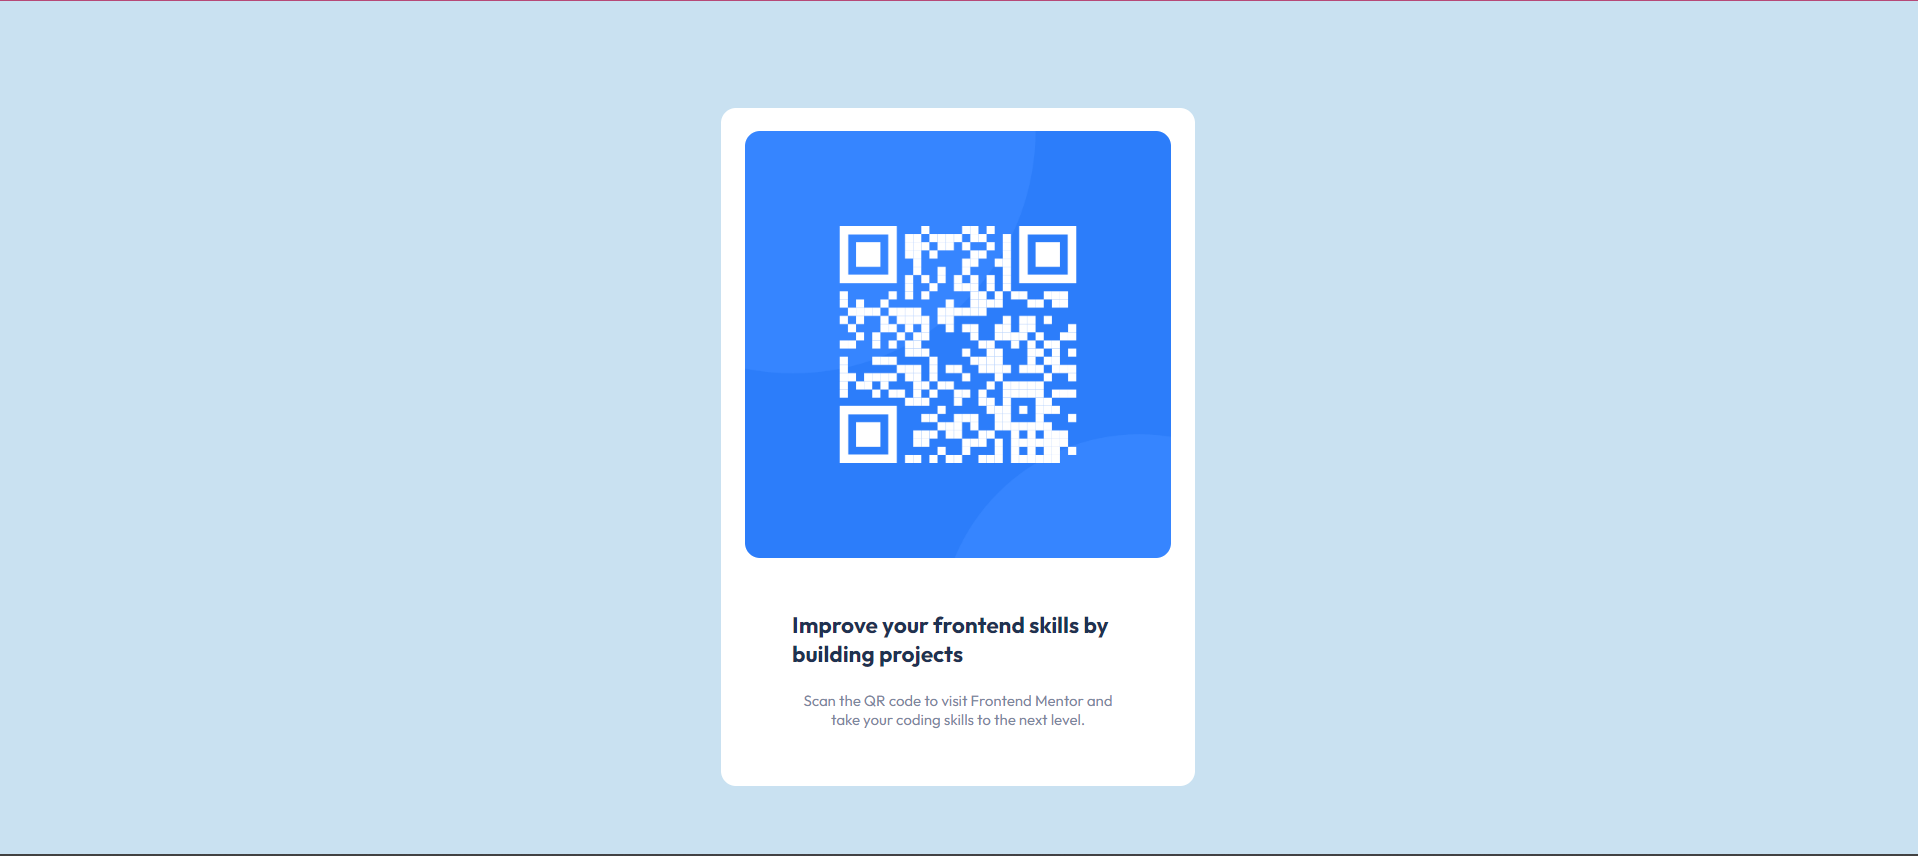 Improve your frontend skills by
building projects
Scan the QR code to visit Frontend Mentor and
take your coding skills to the next level.